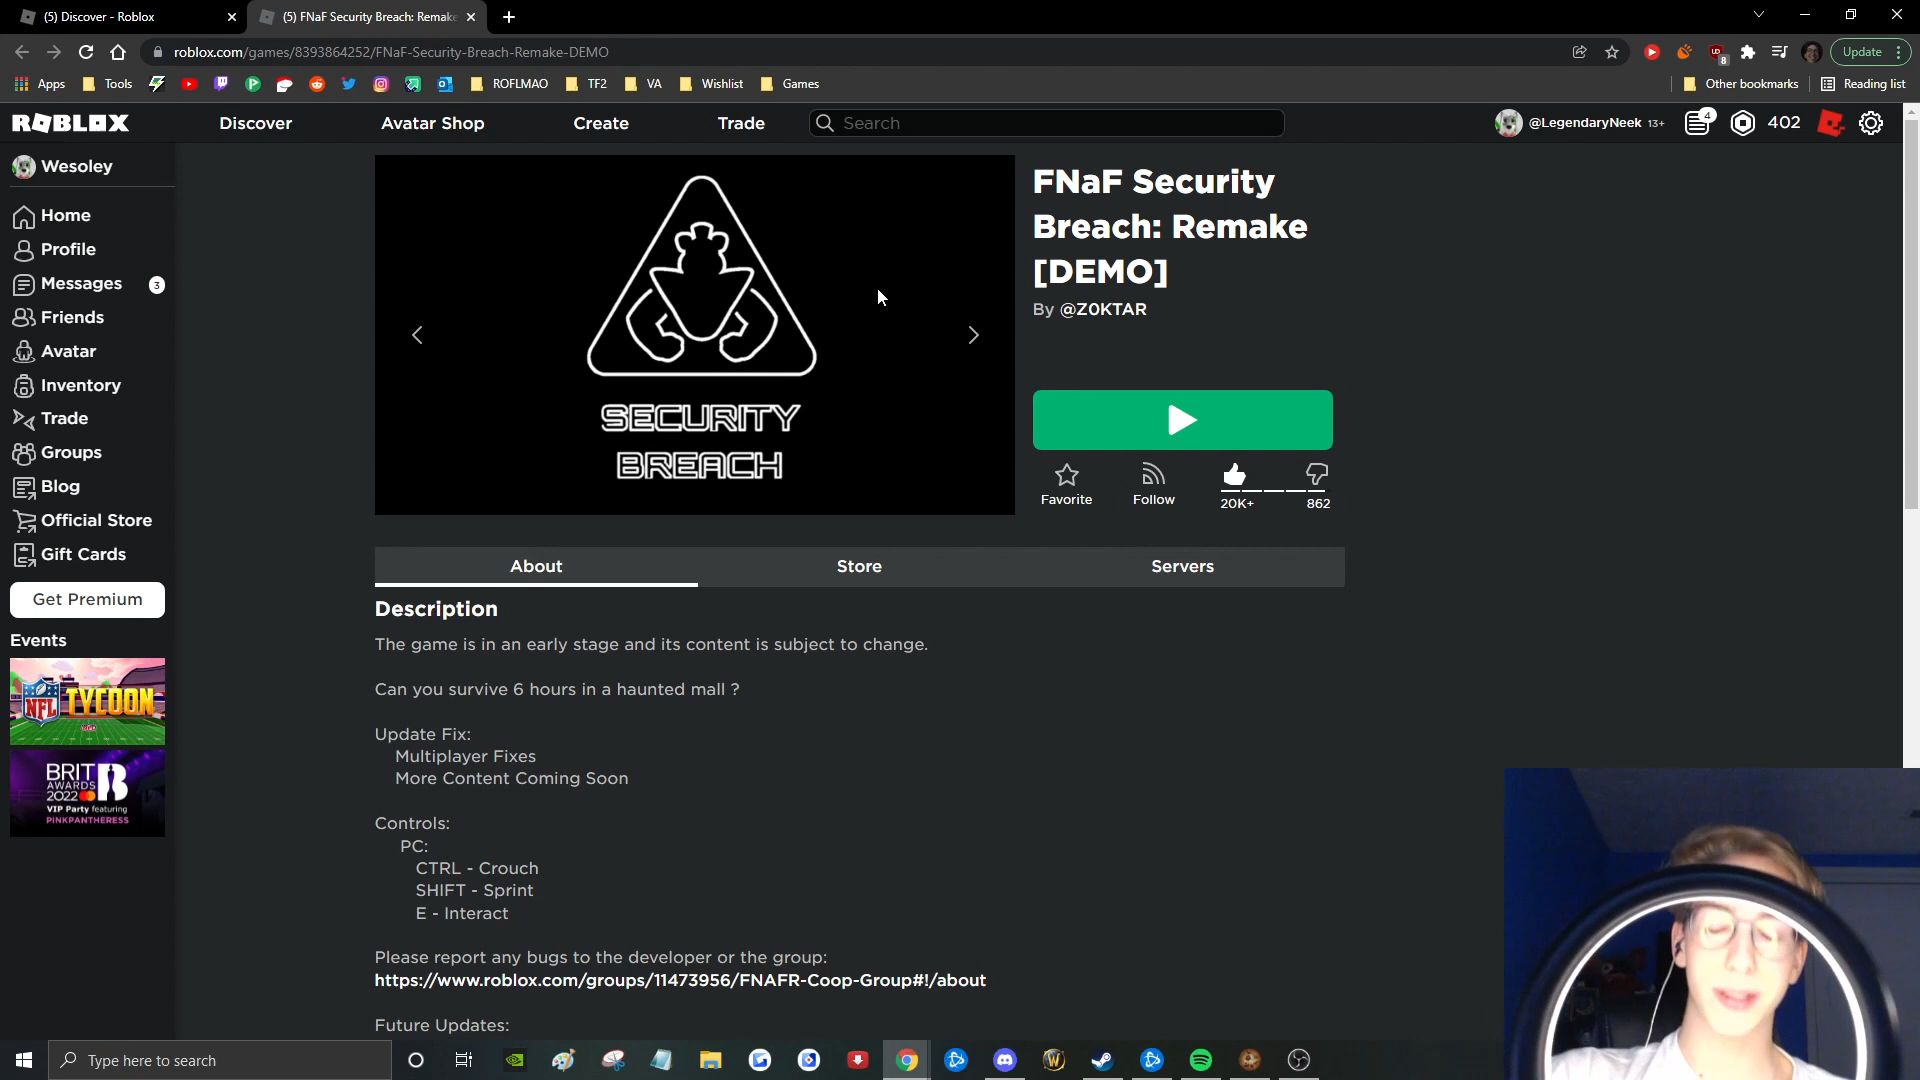 (5) Discover - Roblox
(5) FNaF Security Breach: Remake
roblox.com/games/8393864252/FNaF-Security-Breach-Remake-DEMO
Update
Apps
Tools
ROFLMAO
TF2
VA
Wishlist
Games
Other bookmarks
Reading list
8
ROBLOX
Discover
Avatar Shop
Create
Trade
Search
@LegendaryNeek 13+
4
402
Wesoley
Home
Profile
Messages 3
Friends
Avatar
Inventory
Trade
Groups
Blog
Official Store
Gift Cards
Get Premium
Events
NFL TYCOON
BRIT
AWARDS
2022
VIP Party featuring
PINKPANTHERESS
SECURITY
BREACH
FNaF Security
Breach: Remake
[DEMO]
By @Z0KTAR
Favorite
Follow
20K+
862
About
Store
Servers
Description
The game is in an early stage and its content is subject to change.
Can you survive 6 hours in a haunted mall ?
Update Fix:
Multiplayer Fixes
More Content Coming Soon
Controls:
PC:
CTRL - Crouch
SHIFT - Sprint
E - Interact
Please report any bugs to the developer or the group:
https://www.roblox.com/groups/11473956/FNAFR-Coop-Group#!/about
Future Updates:
Type here to search